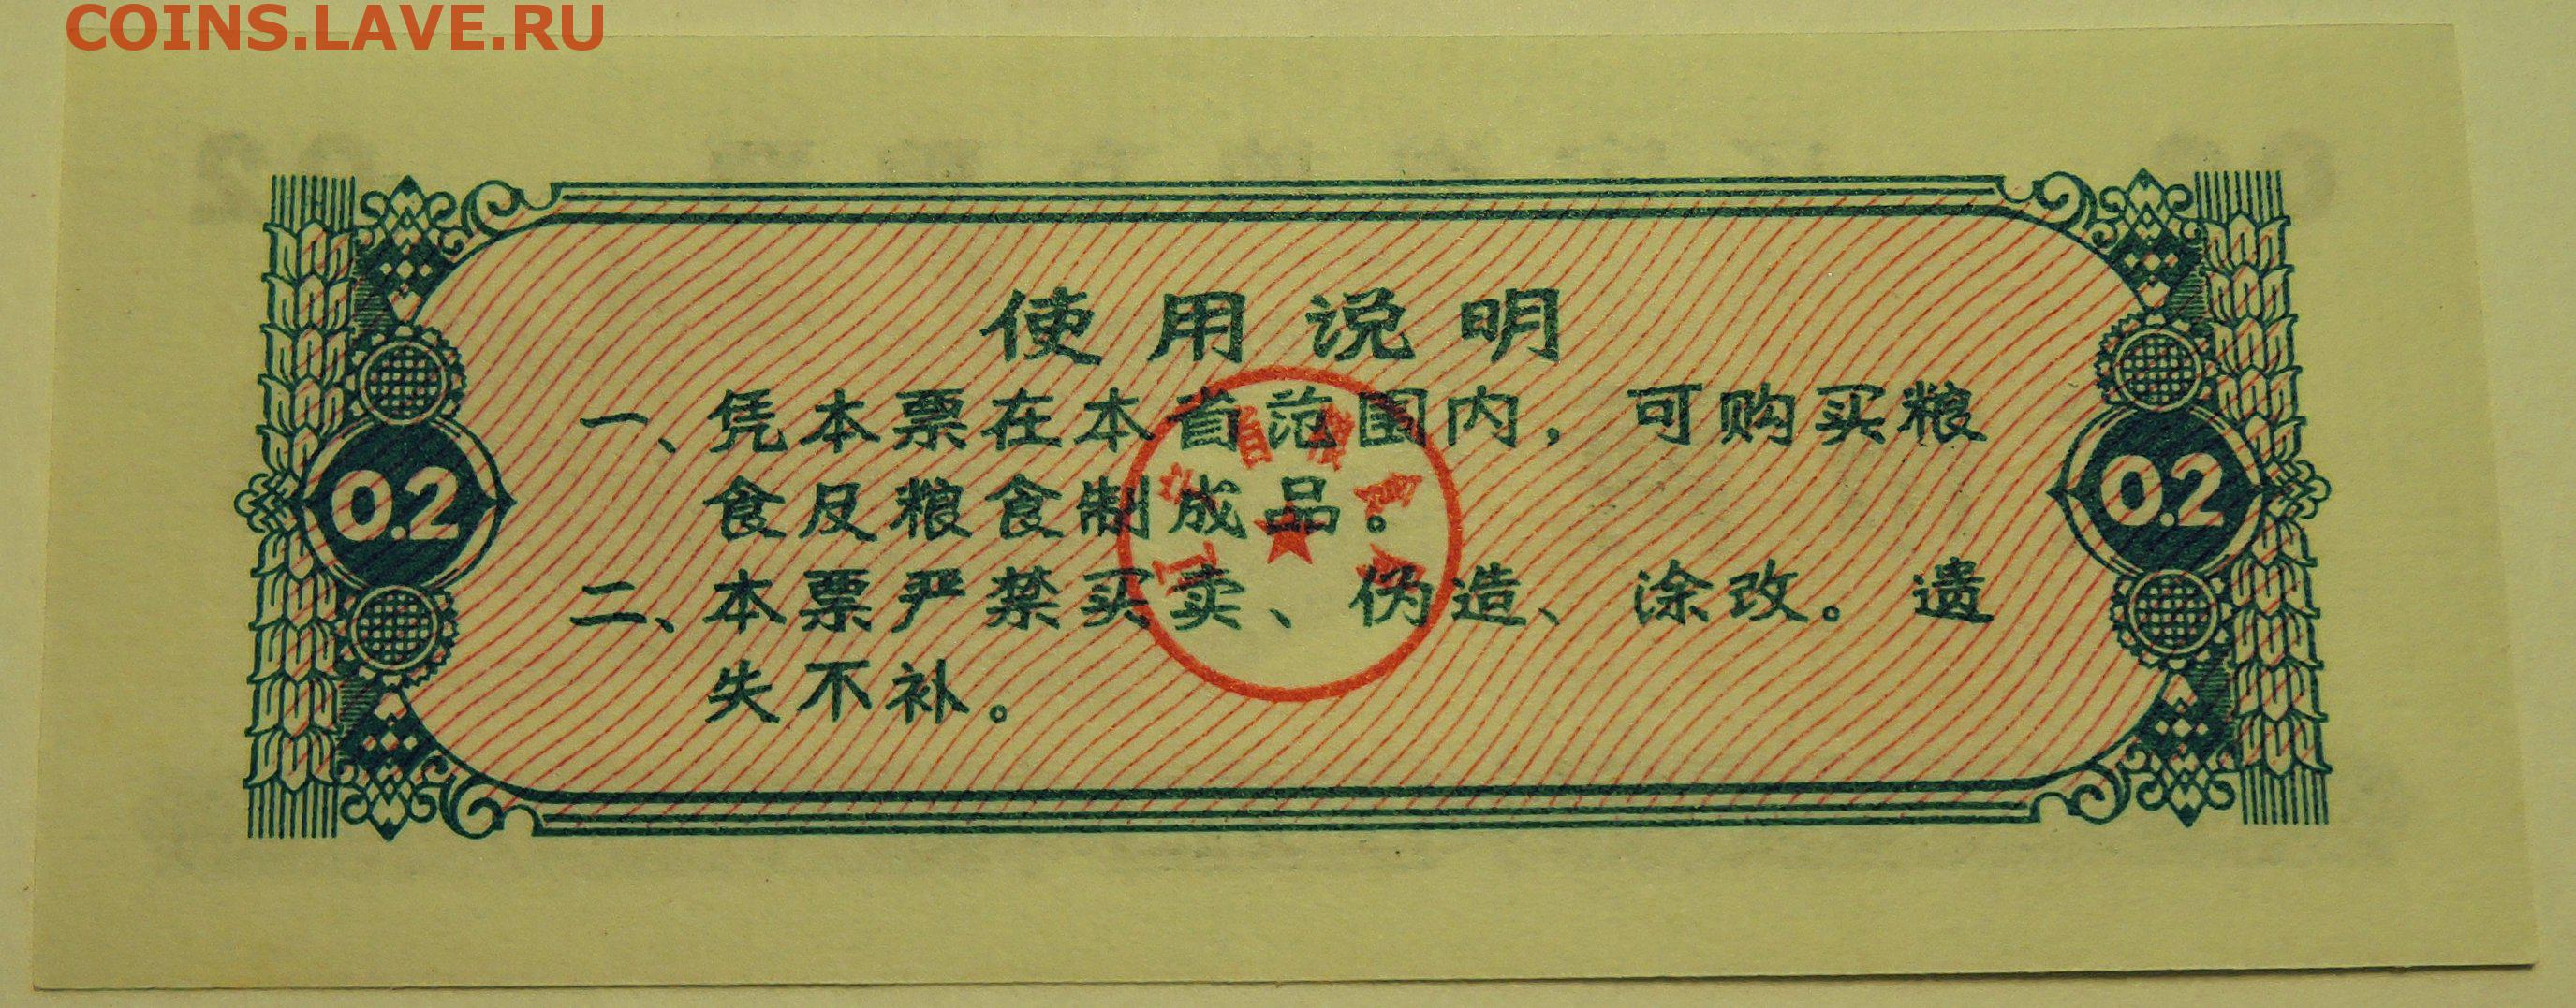 COINS.LAVE.RU
使用说明
一、凭本票在本省范围内，可购买粮
食及粮食制成品。
二、本票严禁买卖、伪造、涂改。遗
失不补。
0.2
0.2